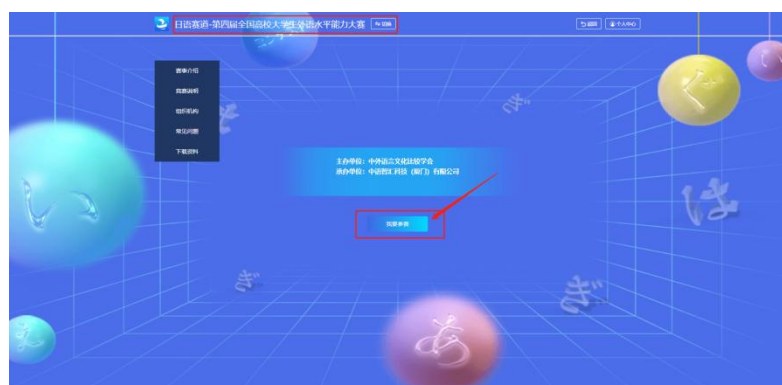 日语赛道-第四届全国高校大学生外语水平能力大赛 切换
返回 个人中心
赛事介绍
竞赛说明
组织机构
常见问题
下载资料
主办单位：中外语言文化比较学会
承办单位：中语智汇科技（厦门）有限公司
我要参赛
ぐ
ぎ
い
は
ぎ
ぎ
あ